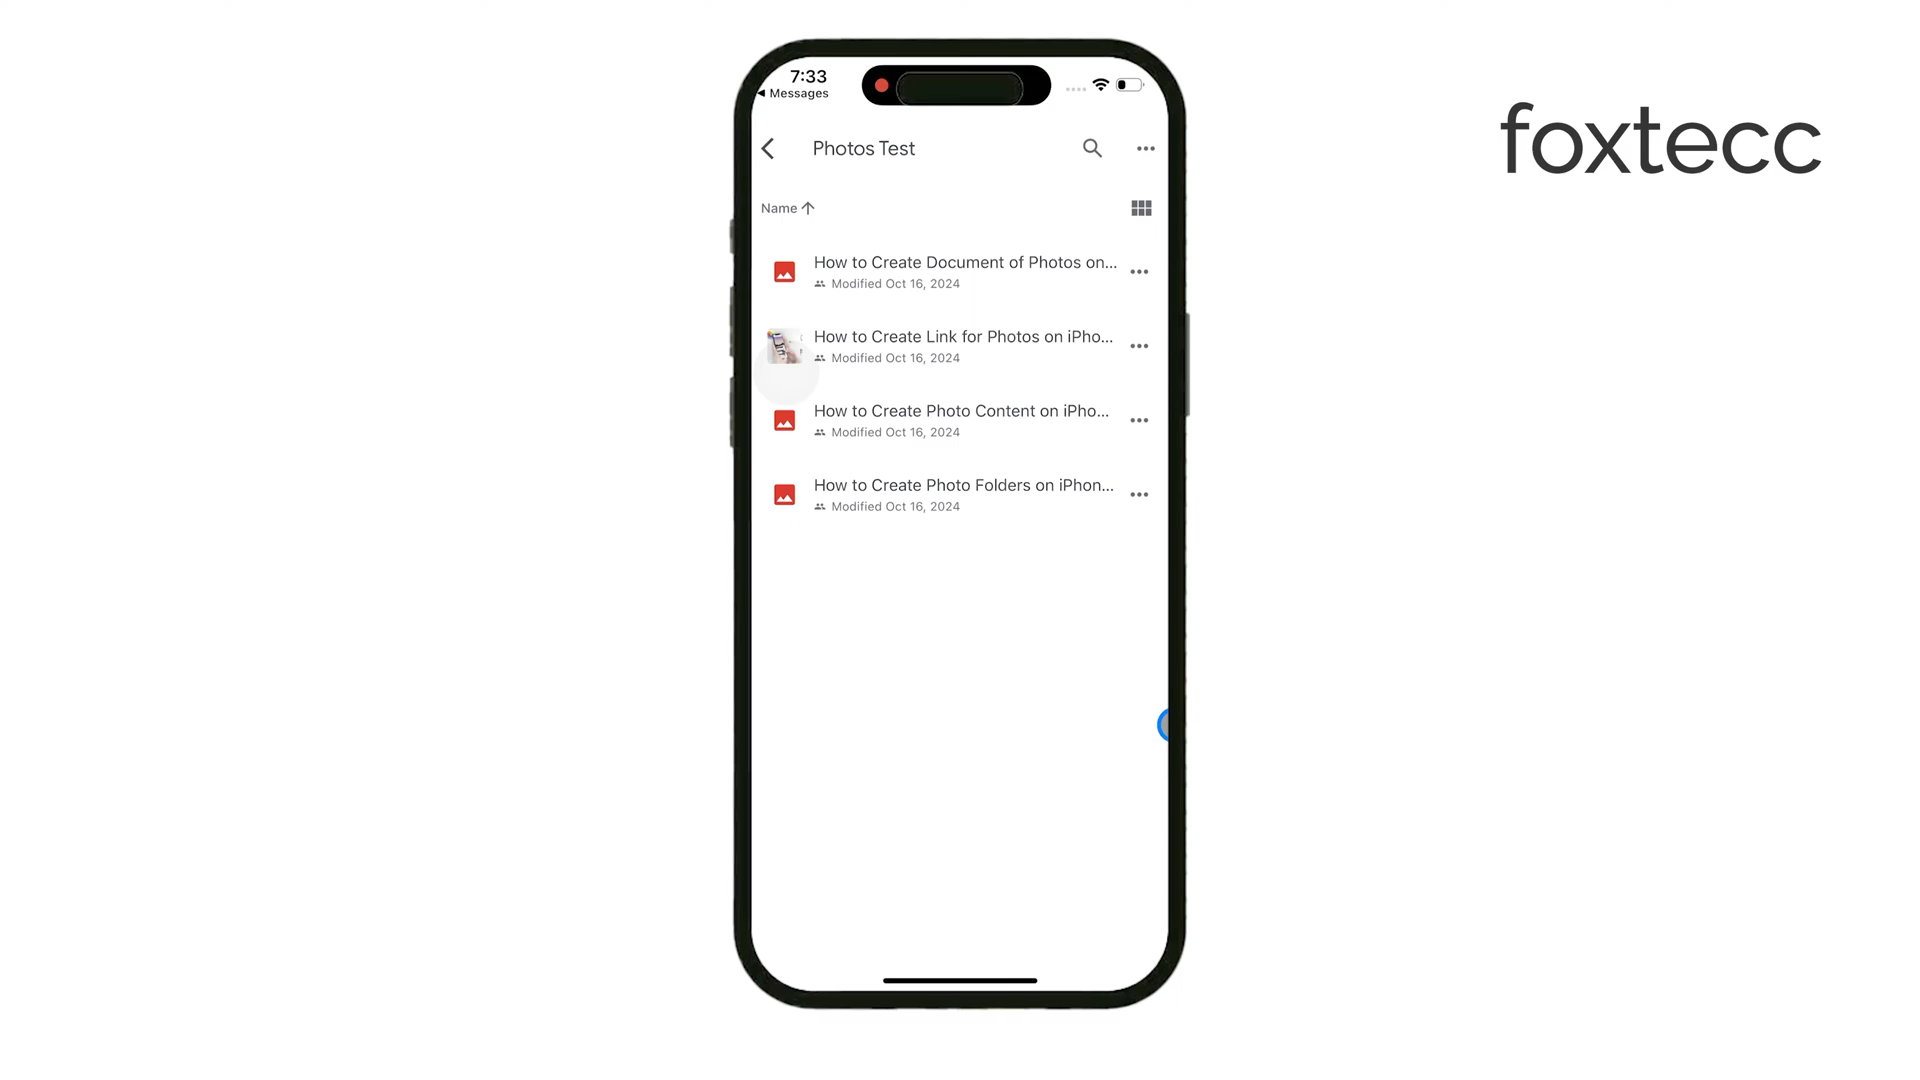 7:33
Messages
foxtecc
Photos Test
Name
How to Create Document of Photos on...
Modified Oct 16, 2024
How to Create Link for Photos on iPho...
Modified Oct 16, 2024
How to Create Photo Content on iPho...
Modified Oct 16, 2024
How to Create Photo Folders on iPhon...
Modified Oct 16, 2024